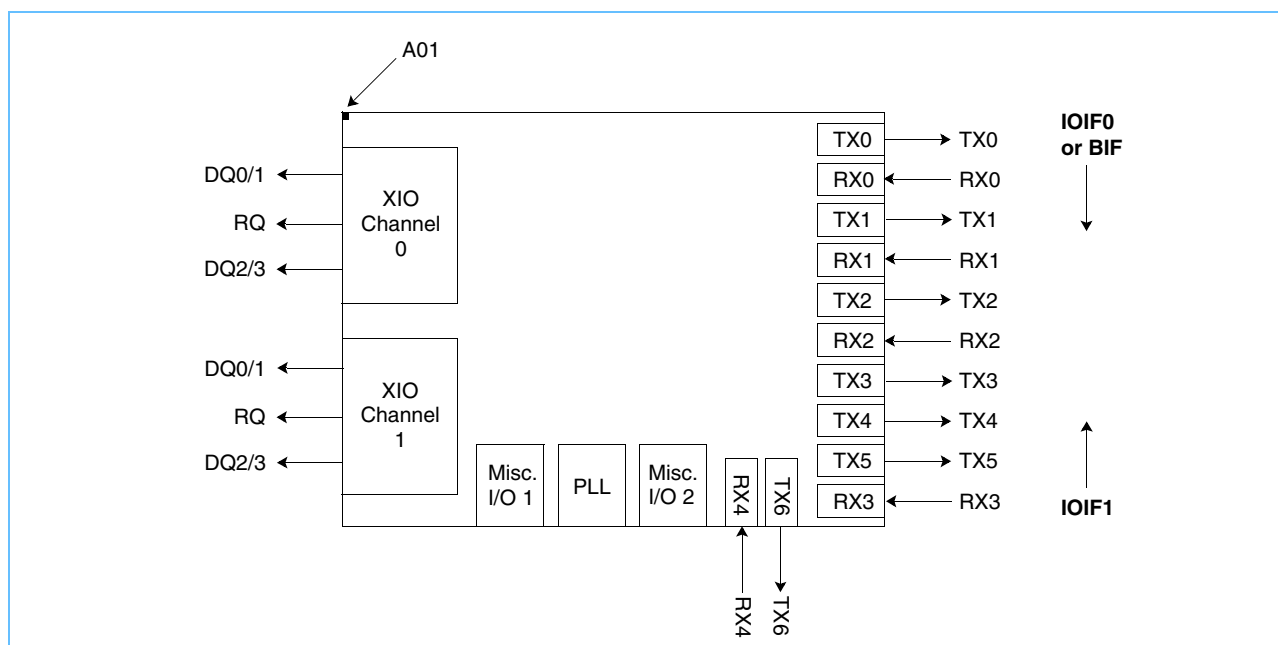 A01
DQ0/1
RQ
DQ2/3
XIO
Channel
0
DQ0/1
RQ
DQ2/3
XIO
Channel
1
Misc.
I/O 1
PLL
Misc.
I/O 2
RX4
TX6
RX4
TX6
TX0 TX0
RX0 RX0
TX1 TX1
RX1 RX1
TX2 TX2
RX2 RX2
TX3 TX3
TX4 TX4
TX5 TX5
RX3 RX3
IOIF0
or BIF
IOIF1